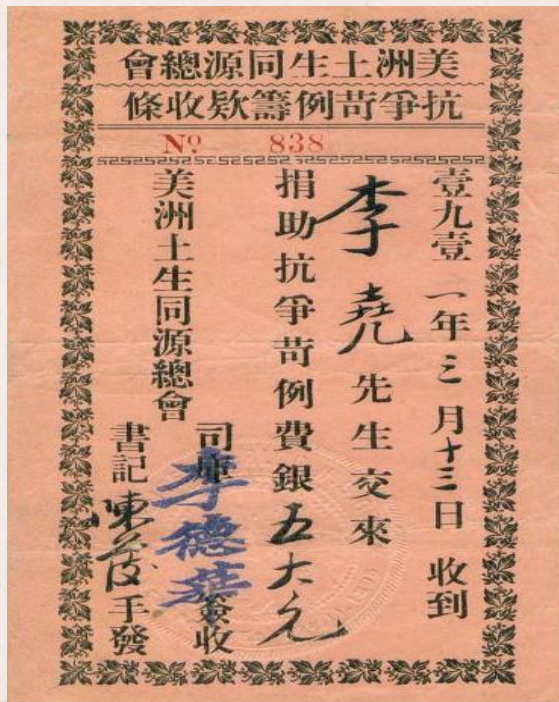 美洲土生同源總會
抗爭苛例籌欵收條
Nº 838
壹九壹一年三月十三日收到
李堯先生交來
捐助抗爭苛例費銀五大元
美洲土生同源總會
司庫李德華簽收
書記陳手發